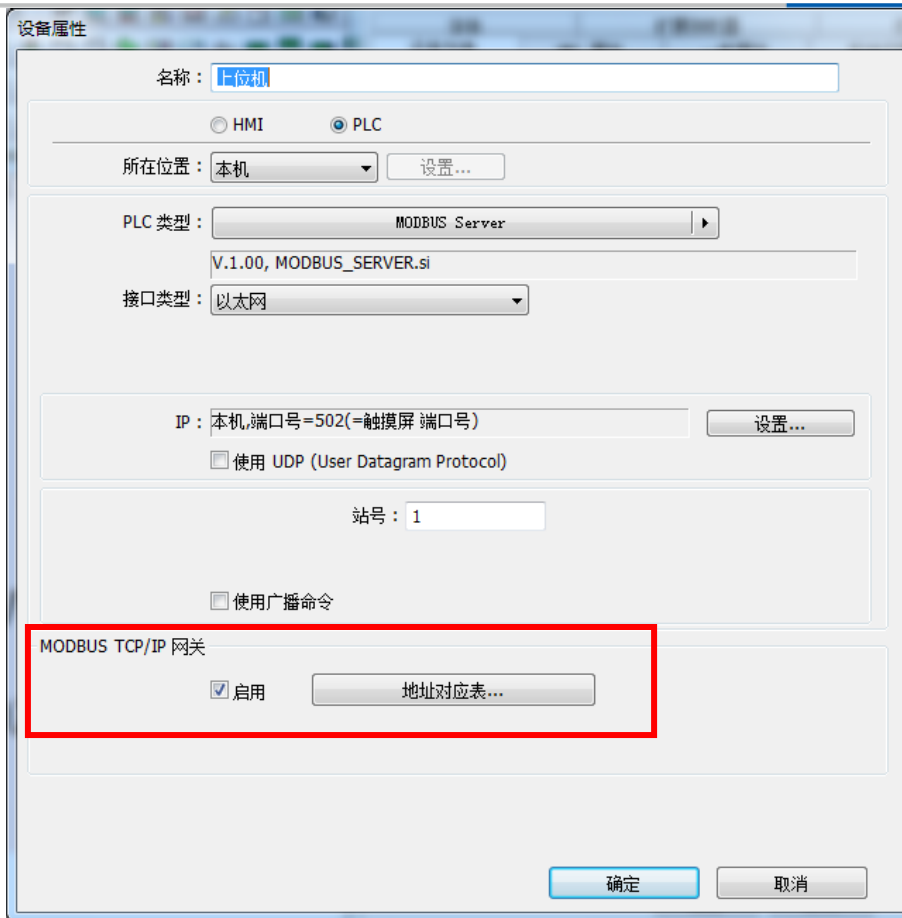 设备属性
名称： 上位机
HMI PLC
所在位置： 本机 设置...
PLC 类型： MODBUS Server
V.1.00, MODBUS_SERVER.si
接口类型： 以太网
IP： 本机,端口号=502(=触摸屏 端口号) 设置...
使用 UDP (User Datagram Protocol)
站号： 1
使用广播命令
MODBUS TCP/IP 网关
启用 地址对应表...
确定 取消